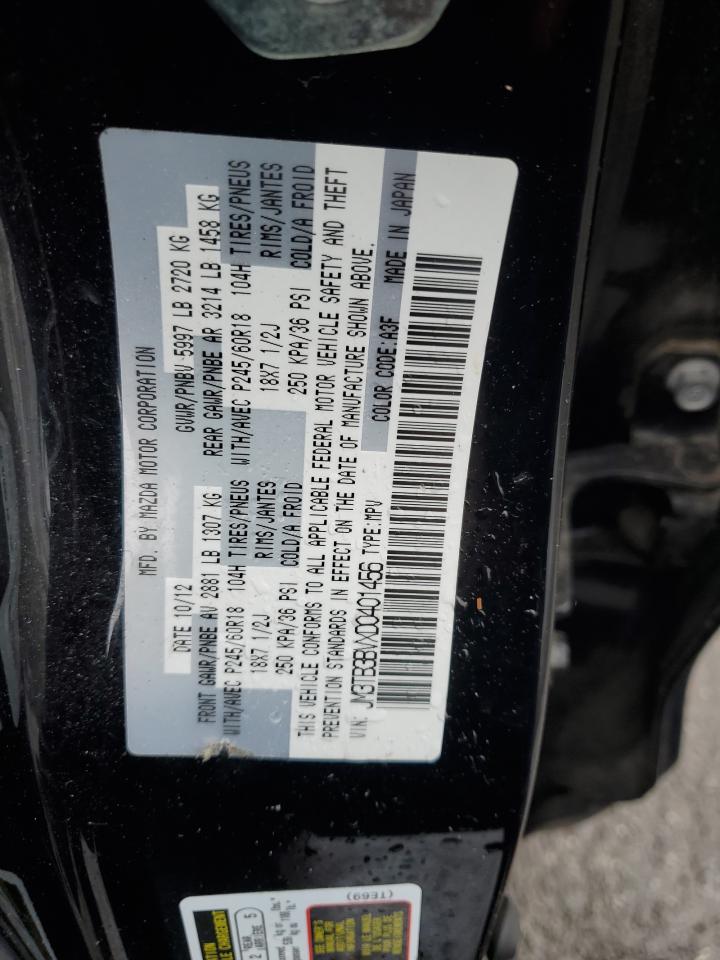 MFD. BY MAZDA MOTOR CORPORATION
DATE 10/12 GVWR/PNBV 5997 LB 2720 KG
FRONT GAWR/PNBE AV 2881 LB 1307 KG REAR GAWR/PNBE AR 3214 LB 1458 KG
WITH/AVEC P245/60R18 104H TIRES/PNEUS WITH/AVEC P245/60R18 104H TIRES/PNEUS
18X7 1/2J RIMS/JANTES 18X7 1/2J RIMS/JANTES
250 KPA/36 PSI COLD/A FROID 250 KPA/36 PSI COLD/A FROID
THIS VEHICLE CONFORMS TO ALL APPLICABLE FEDERAL MOTOR VEHICLE SAFETY AND THEFT
PREVENTION STANDARDS IN EFFECT ON THE DATE OF MANUFACTURE SHOWN ABOVE.
VIN: TYPE:MPV COLOR CODE:A3F MADE IN JAPAN
(TE69)